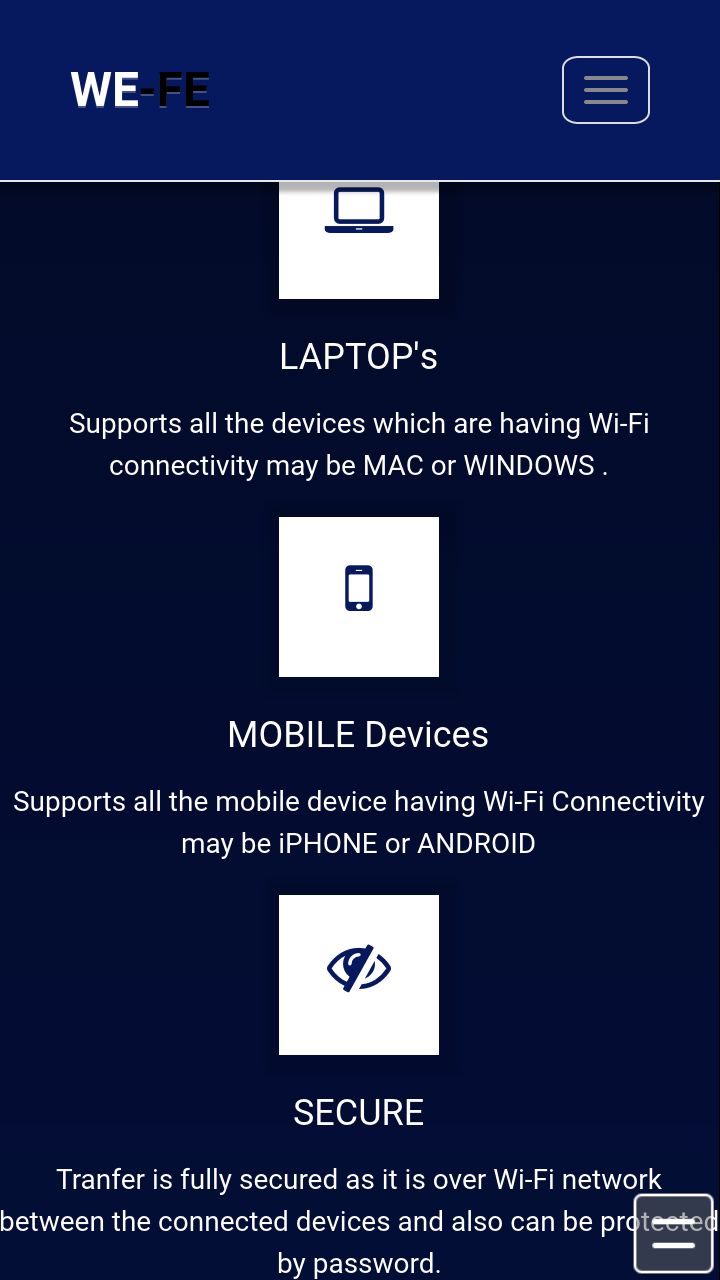 WE-FE
LAPTOP's
Supports all the devices which are having Wi-Fi
connectivity may be MAC or WINDOWS .
MOBILE Devices
Supports all the mobile device having Wi-Fi Connectivity
may be iPHONE or ANDROID
SECURE
Tranfer is fully secured as it is over Wi-Fi network
between the connected devices and also can be protected
by password.